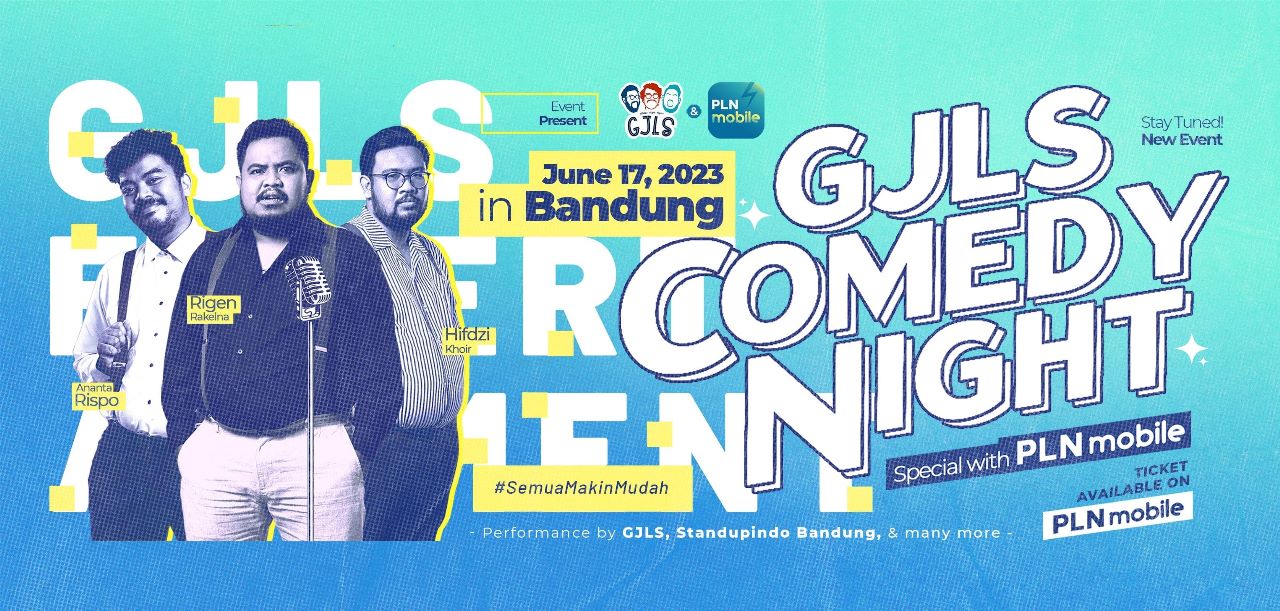 Event
Present
GJLS
&
PLN
mobile
Stay Tuned!
New Event
GJLS
June 17, 2023
in Bandung
GJLS
COMEDY
NIGHT
Special with PLN mobile
TICKET
AVAILABLE ON
PLN mobile
Rigen
Rakelna
Hifdzi
Khoir
Ananta
Rispo
#SemuaMakinMudah
- Performance by GJLS, Standupindo Bandung, & many more -